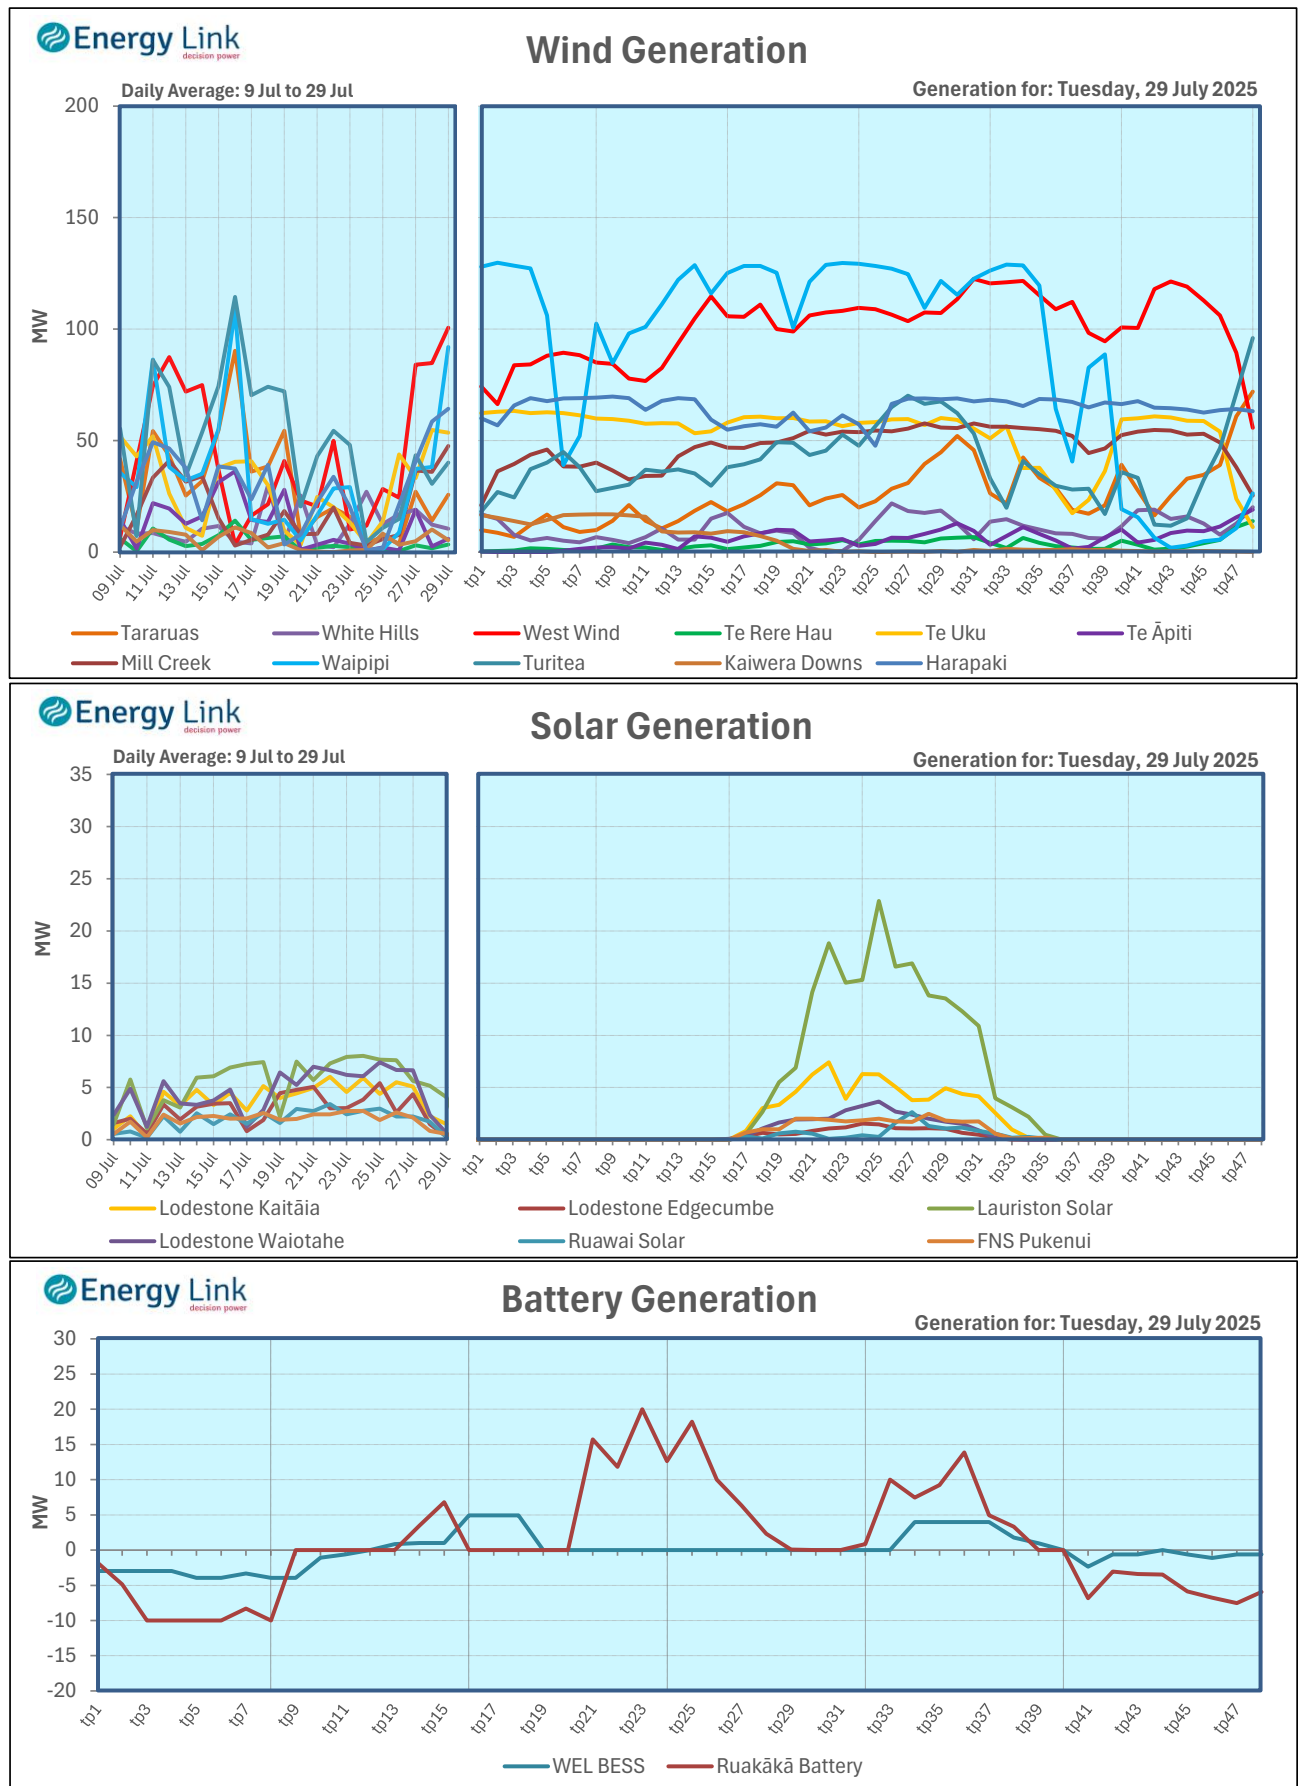 Energy Link
decision power
Wind Generation
Daily Average: 9 Jul to 29 Jul
Generation for: Tuesday, 29 July 2025
MW
200
150
100
50
0
09 Jul
11 Jul
13 Jul
15 Jul
17 Jul
19 Jul
21 Jul
23 Jul
25 Jul
27 Jul
29 Jul
tp1
tp3
tp5
tp7
tp9
tp11
tp13
tp15
tp17
tp19
tp21
tp23
tp25
tp27
tp29
tp31
tp33
tp35
tp37
tp39
tp41
tp43
tp45
tp47
Tararuas
White Hills
West Wind
Te Rere Hau
Te Uku
Te Āpiti
Mill Creek
Waipipi
Turitea
Kaiwera Downs
Harapaki
Energy Link
decision power
Solar Generation
Daily Average: 9 Jul to 29 Jul
Generation for: Tuesday, 29 July 2025
MW
35
30
25
20
15
10
5
0
09 Jul
11 Jul
13 Jul
15 Jul
17 Jul
19 Jul
21 Jul
23 Jul
25 Jul
27 Jul
29 Jul
tp1
tp3
tp5
tp7
tp9
tp11
tp13
tp15
tp17
tp19
tp21
tp23
tp25
tp27
tp29
tp31
tp33
tp35
tp37
tp39
tp41
tp43
tp45
tp47
Lodestone Kaitāia
Lodestone Edgecumbe
Lauriston Solar
Lodestone Waiotahe
Ruawai Solar
FNS Pukenui
Energy Link
decision power
Battery Generation
Generation for: Tuesday, 29 July 2025
MW
30
25
20
15
10
5
0
-5
-10
-15
-20
tp1
tp3
tp5
tp7
tp9
tp11
tp13
tp15
tp17
tp19
tp21
tp23
tp25
tp27
tp29
tp31
tp33
tp35
tp37
tp39
tp41
tp43
tp45
tp47
WEL BESS
Ruakākā Battery